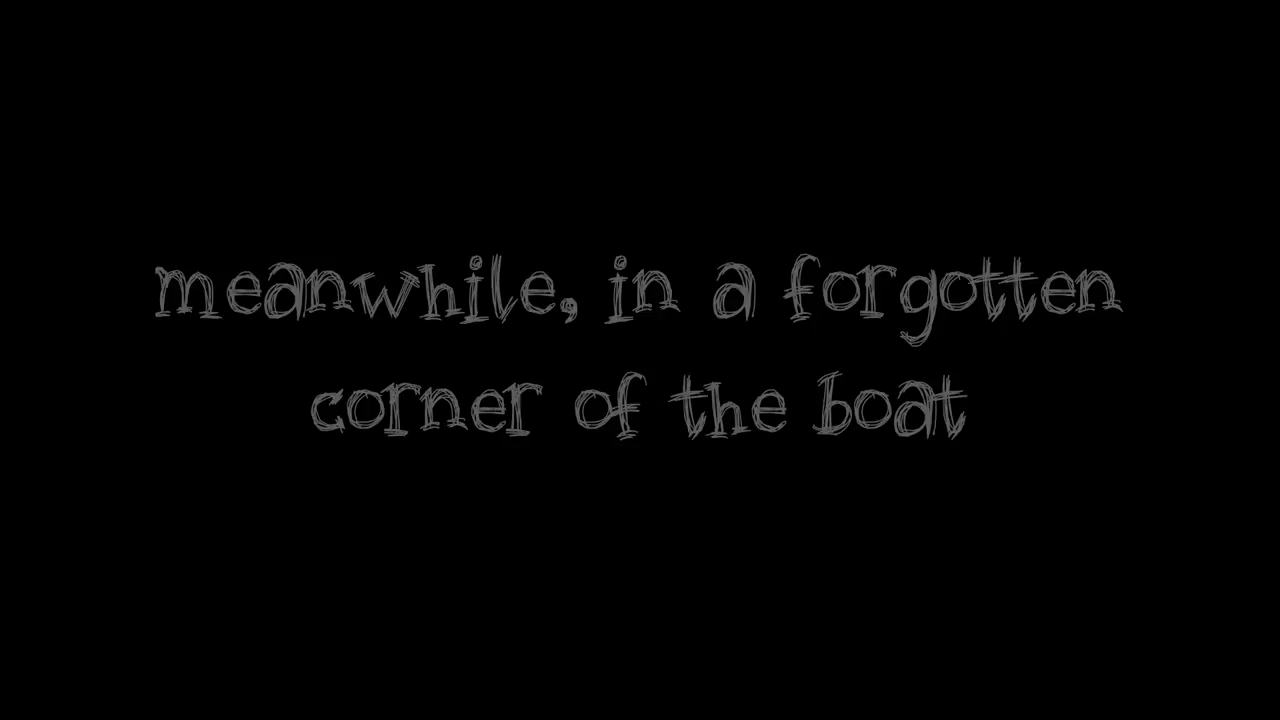 meanwhile, in a forgotten
corner of the boat